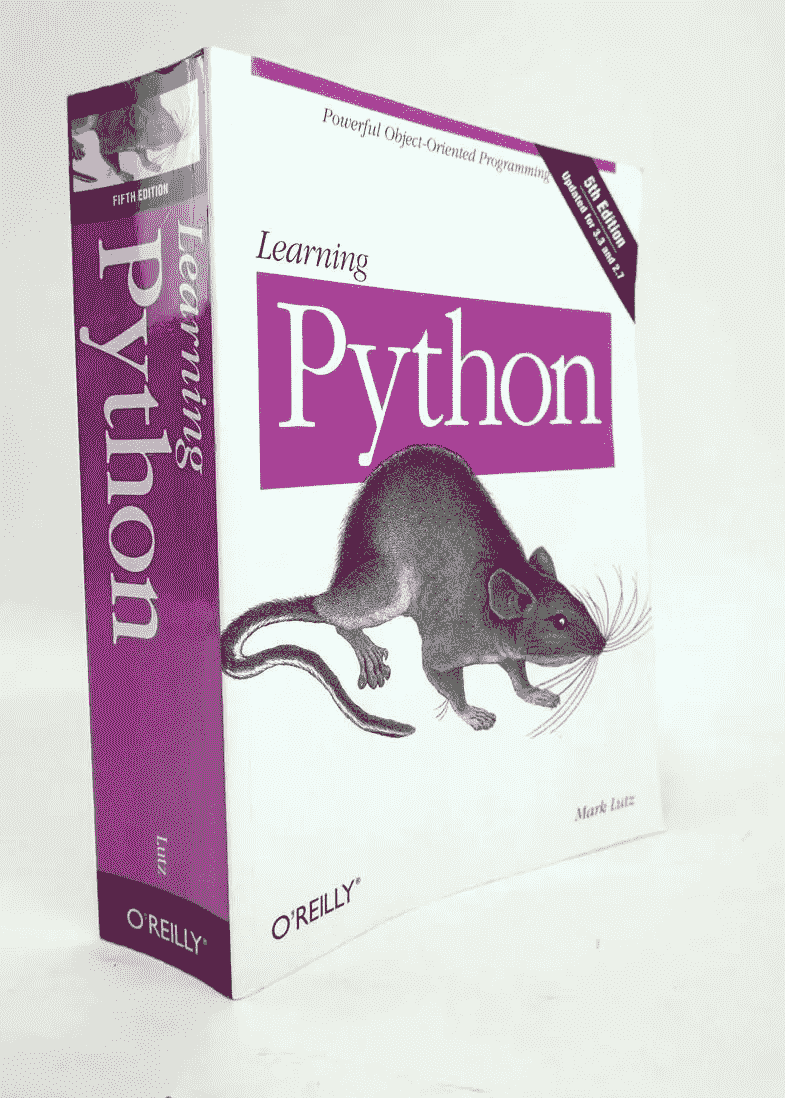 FIFTH EDITION
Learning
Python
Lutz
O'REILLY®
Powerful Object-Oriented Programming
5th Edition
Updated for 3.3 and 2.7
Learning
Python
Mark Lutz
O'REILLY®